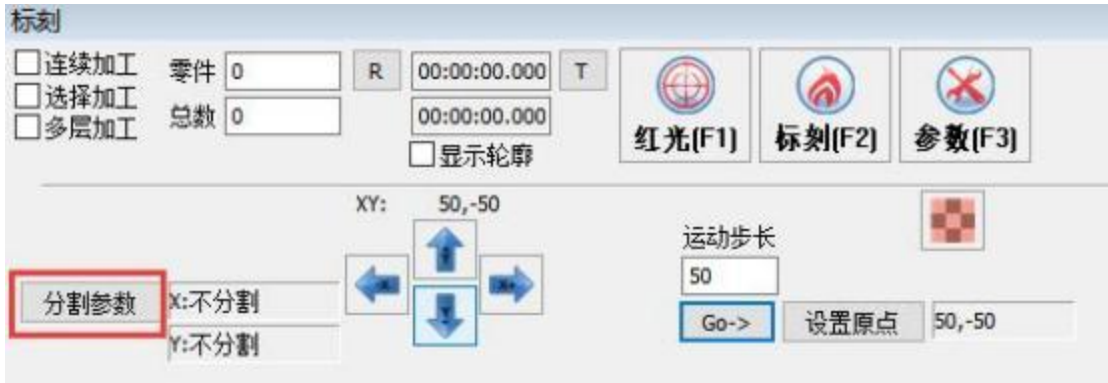 标刻
连续加工
选择加工
多层加工
零件 0 R 00:00:00.000 T
总数 0 00:00:00.000
显示轮廓
红光(F1) 标刻(F2) 参数(F3)
XY: 50,-50
运动步长
50
分割参数 X:不分割
Y:不分割
Go-> 设置原点 50,-50